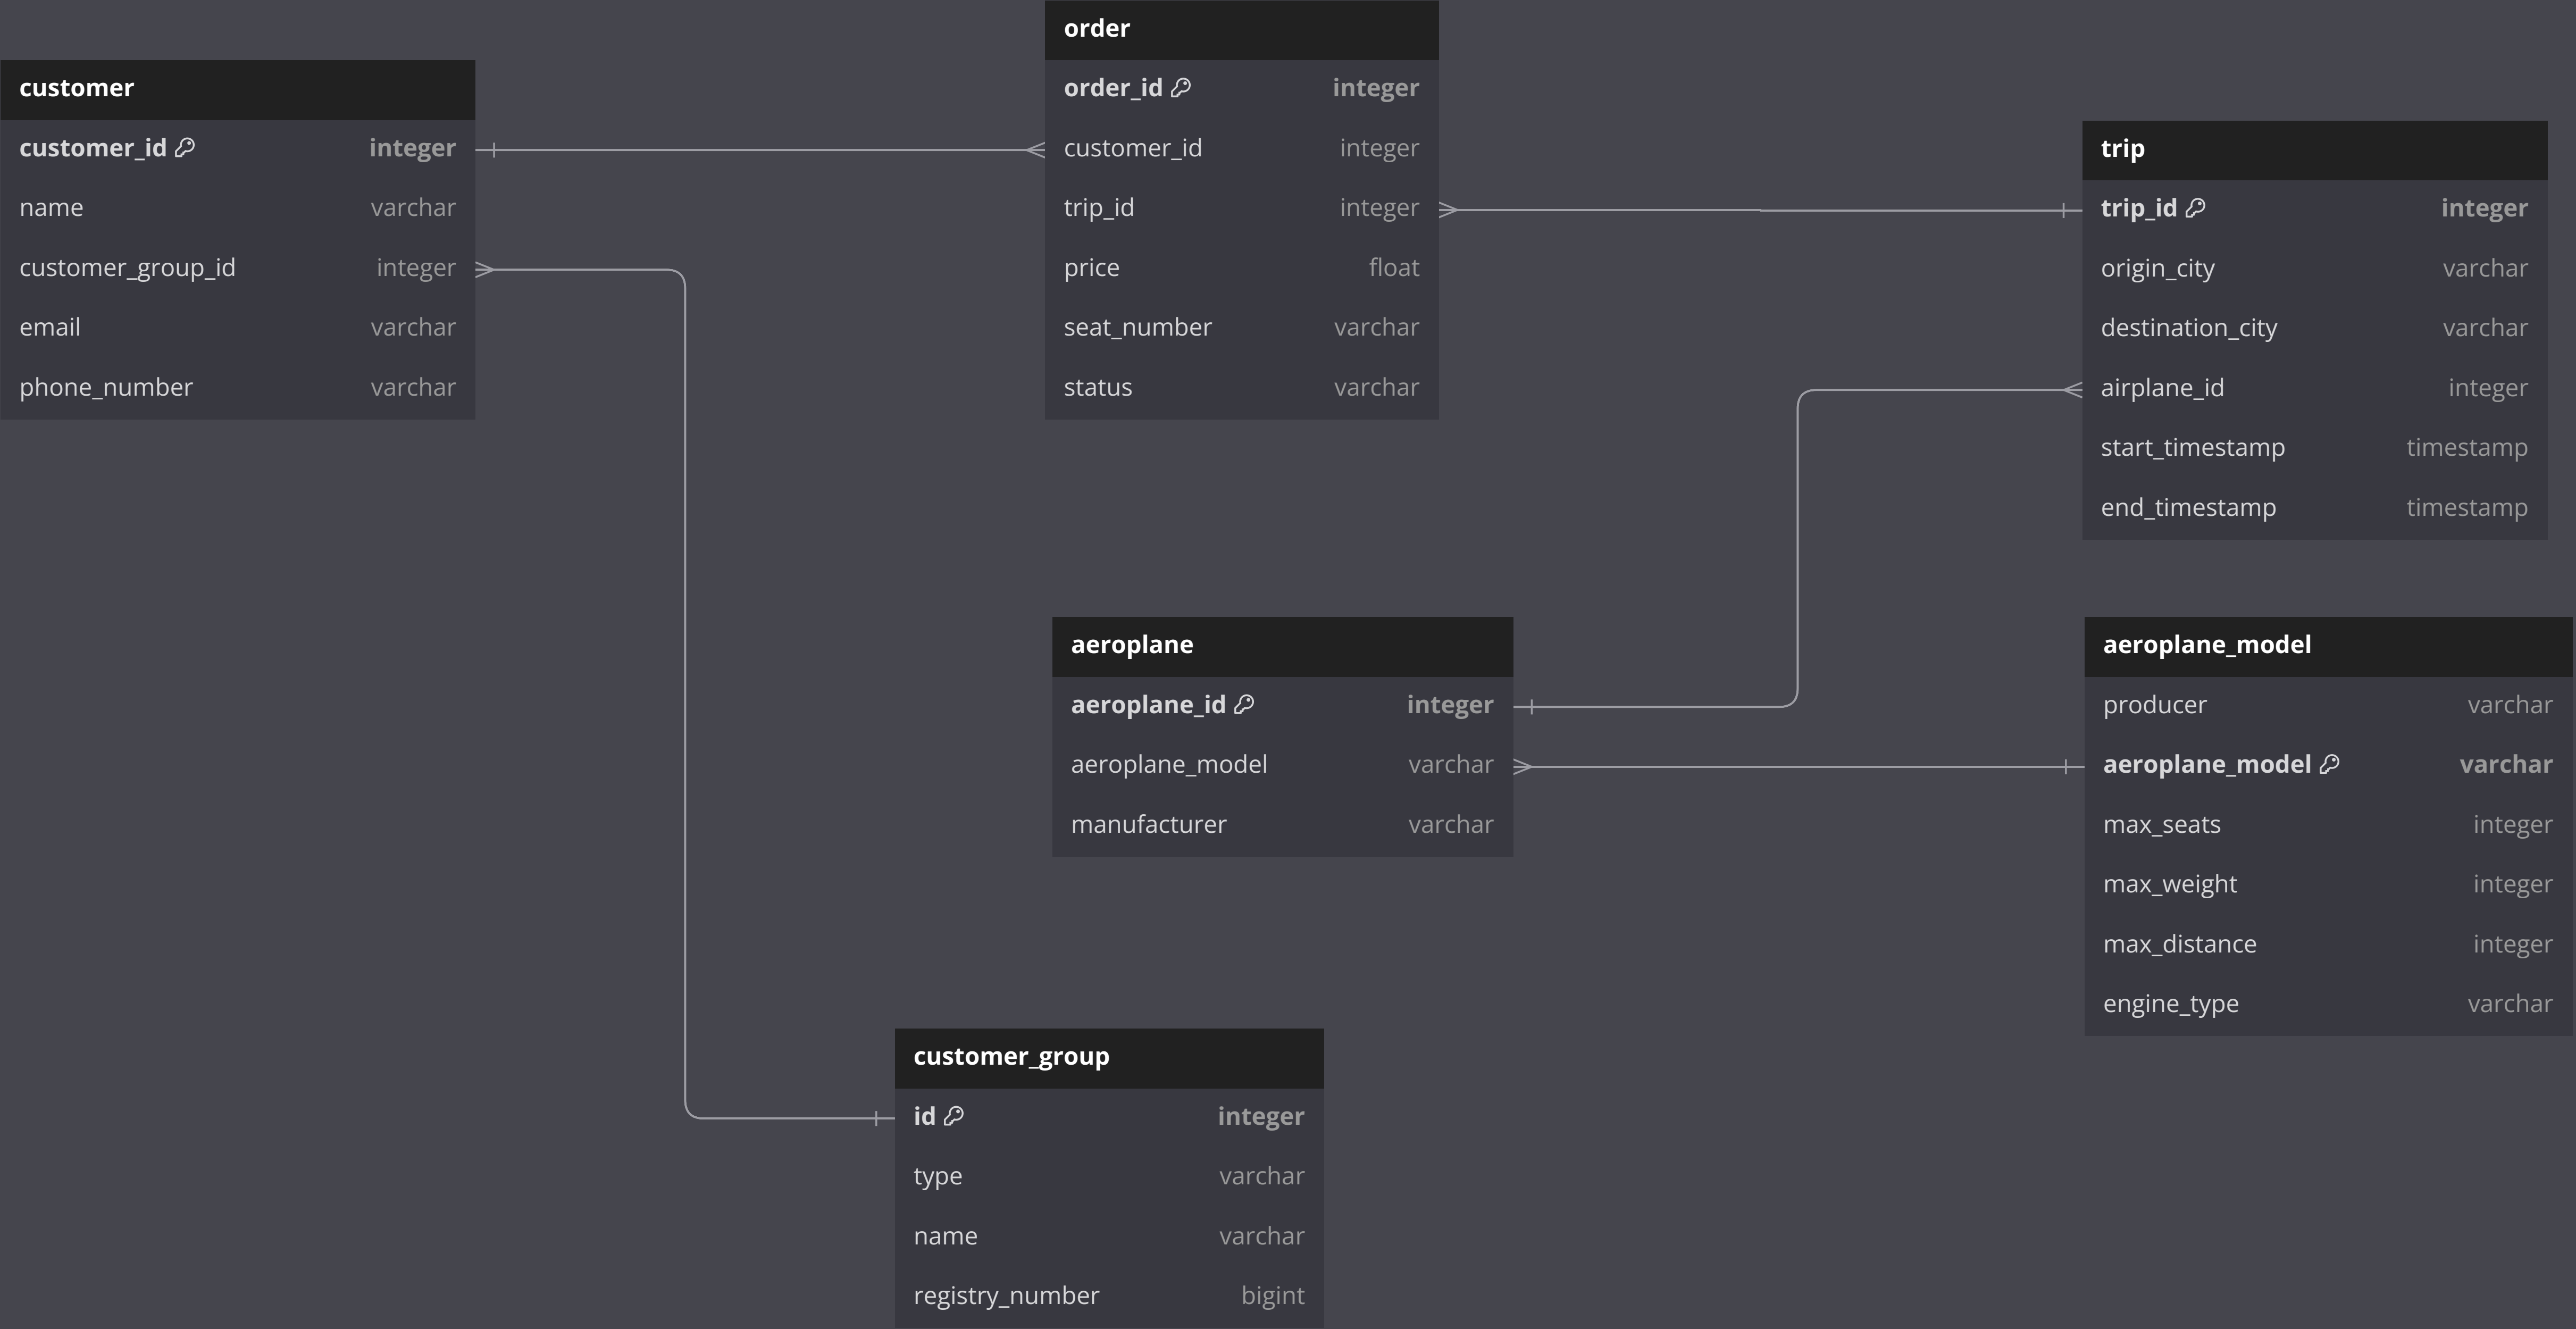 customer
customer_id integer
name varchar
customer_group_id integer
email varchar
phone_number varchar
order
order_id integer
customer_id integer
trip_id integer
price float
seat_number varchar
status varchar
trip
trip_id integer
origin_city varchar
destination_city varchar
airplane_id integer
start_timestamp timestamp
end_timestamp timestamp
aeroplane
aeroplane_id integer
aeroplane_model varchar
manufacturer varchar
aeroplane_model
producer varchar
aeroplane_model varchar
max_seats integer
max_weight integer
max_distance integer
engine_type varchar
customer_group
id integer
type varchar
name varchar
registry_number bigint